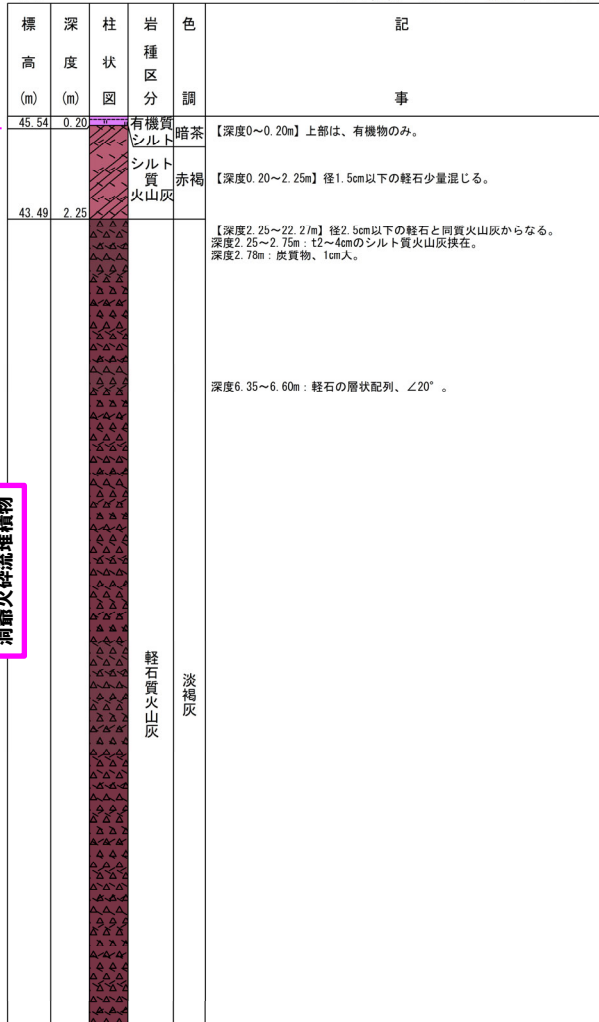 標高(m) 深度(m) 柱状図 岩種区分 色調 記事
45.54 0.20 有機質シルト 暗茶 【深度0～0.20m】上部は、有機物のみ。
シルト質火山灰 赤褐 【深度0.20～2.25m】径1.5cm以下の軽石少量混じる。
43.49 2.25
【深度2.25～22.27m】径2.5cm以下の軽石と同質火山灰からなる。
深度2.25～2.75m：t2～4cmのシルト質火山灰挟在。
深度2.78m：炭質物、1cm大。
深度6.35～6.60m：軽石の層状配列、∠20°。
洞爺火砕流堆積物
軽石質火山灰 淡褐灰